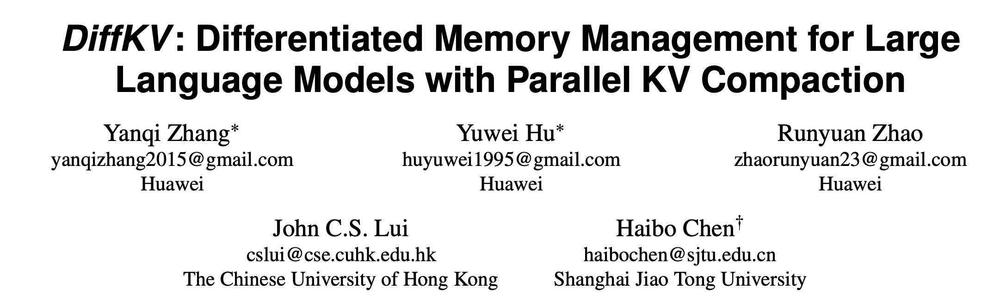 DiffKV: Differentiated Memory Management for Large
Language Models with Parallel KV Compaction
Yanqi Zhang* Yuwei Hu* Runyuan Zhao
yanqizhang2015@gmail.com huyuwei1995@gmail.com zhaorunyuan23@gmail.com
Huawei Huawei Huawei
John C.S. Lui Haibo Chen†
cslui@cse.cuhk.edu.hk haibochen@sjtu.edu.cn
The Chinese University of Hong Kong Shanghai Jiao Tong University